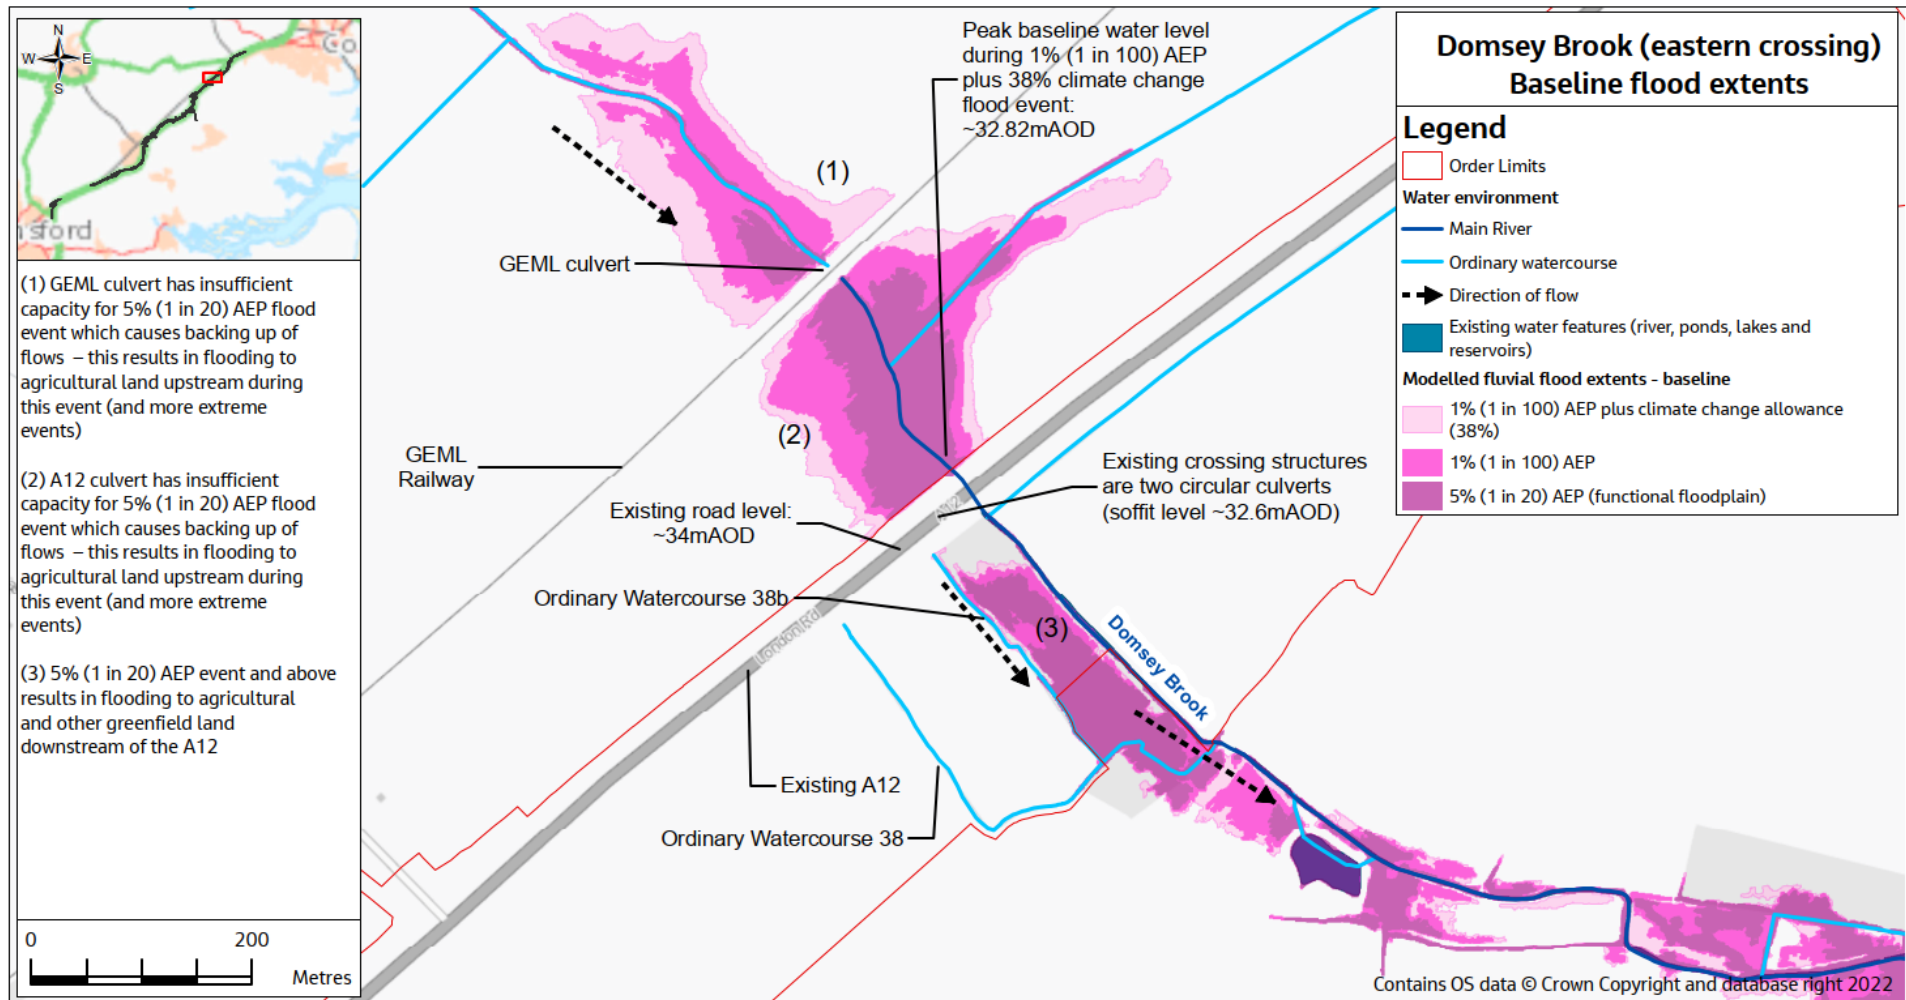 Domsey Brook (eastern crossing)
Baseline flood extents
Legend
Order Limits
Water environment
Main River
Ordinary watercourse
Direction of flow
Existing water features (river, ponds, lakes and
reservoirs)
Modelled fluvial flood extents - baseline
1% (1 in 100) AEP plus climate change allowance
(38%)
1% (1 in 100) AEP
5% (1 in 20) AEP (functional floodplain)
N
W
E
S
Co
nsford
(1) GEML culvert has insufficient
capacity for 5% (1 in 20) AEP flood
event which causes backing up of
flows – this results in flooding to
agricultural land upstream during
this event (and more extreme
events)
(2) A12 culvert has insufficient
capacity for 5% (1 in 20) AEP flood
event which causes backing up of
flows – this results in flooding to
agricultural land upstream during
this event (and more extreme
events)
(3) 5% (1 in 20) AEP event and above
results in flooding to agricultural
and other greenfield land
downstream of the A12
0 200
Metres
Peak baseline water level
during 1% (1 in 100) AEP
plus 38% climate change
flood event:
~32.82mAOD
(1)
GEML culvert
(2)
GEML
Railway
Existing crossing structures
are two circular culverts
(soffit level ~32.6mAOD)
Existing road level:
~34mAOD
A12
Ordinary Watercourse 38b
London Rd
(3)
Domsey Brook
Existing A12
Ordinary Watercourse 38
Contains OS data © Crown Copyright and database right 2022